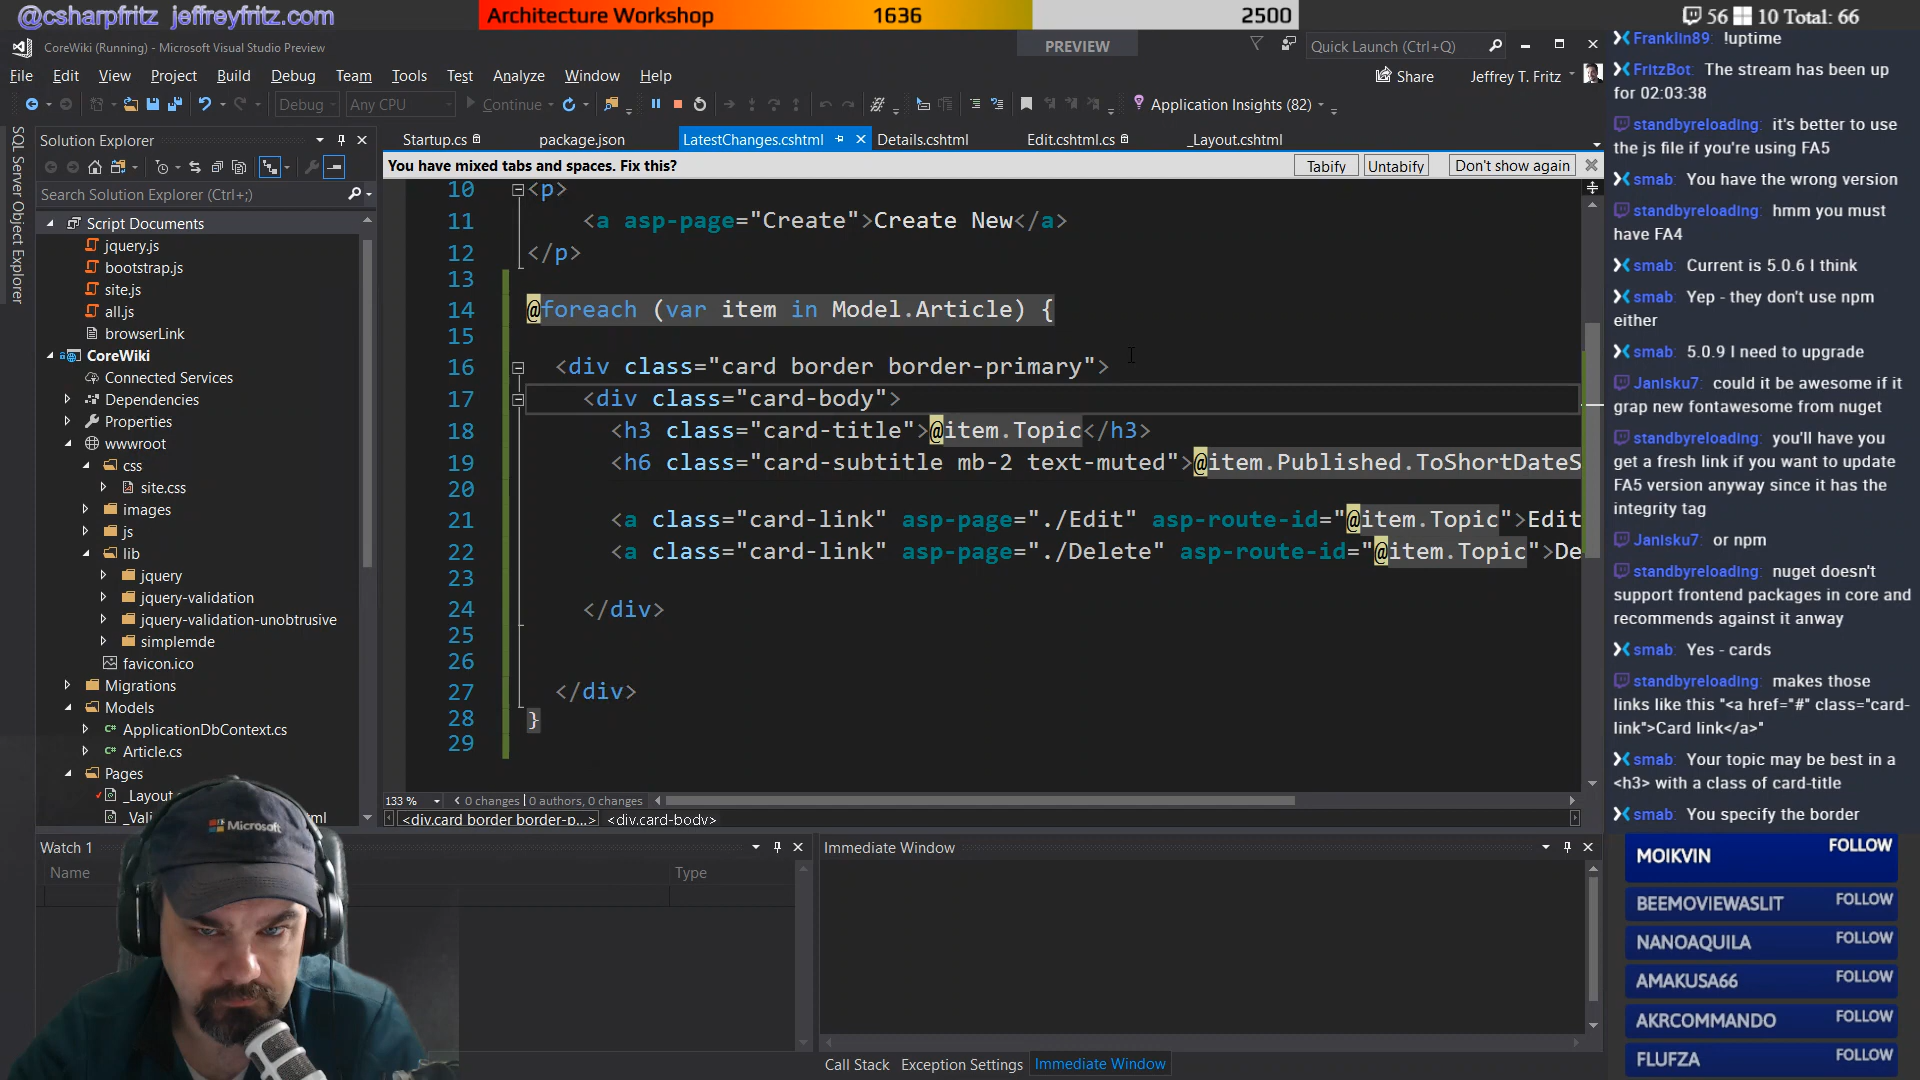 @csharpfritz jeffreyfritz.com
Architecture Workshop 1636 2500
56 10 Total: 66
CoreWiki (Running) - Microsoft Visual Studio Preview
PREVIEW
Quick Launch (Ctrl+Q)
File Edit View Project Build Debug Team Tools Test Analyze Window Help
Share
Jeffrey T. Fritz
Debug Any CPU Continue
Application Insights (82)
SQL Server Object Explorer
Solution Explorer
Search Solution Explorer (Ctrl+;)
Script Documents
jquery.js
bootstrap.js
site.js
all.js
browserLink
CoreWiki
Connected Services
Dependencies
Properties
wwwroot
css
site.css
images
js
lib
jquery
jquery-validation
jquery-validation-unobtrusive
simplemde
favicon.ico
Migrations
Models
ApplicationDbContext.cs
Article.cs
Pages
_Layout
Startup.cs package.json LatestChanges.cshtml Details.cshtml Edit.cshtml.cs _Layout.cshtml
You have mixed tabs and spaces. Fix this? Tabify Untabify Don't show again
10 <p>
11 <a asp-page="Create">Create New</a>
12 </p>
13
14 @foreach (var item in Model.Article) {
15
16 <div class="card border border-primary">
17 <div class="card-body">
18 <h3 class="card-title">@item.Topic</h3>
19 <h6 class="card-subtitle mb-2 text-muted">@item.Published.ToShortDateS
20
21 <a class="card-link" asp-page="./Edit" asp-route-id="@item.Topic">Edit
22 <a class="card-link" asp-page="./Delete" asp-route-id="@item.Topic">De
23
24 </div>
25
26
27 </div>
28 }
29
133 % 0 changes | 0 authors, 0 changes
<div.card border border-p...> <div.card-body>
Watch 1
Name Type
Immediate Window
Call Stack Exception Settings Immediate Window
Microsoft
Franklin89: !uptime
FritzBot: The stream has been up
for 02:03:38
standbyreloading: it's better to use
the js file if you're using FA5
smab: You have the wrong version
standbyreloading: hmm you must
have FA4
smab: Current is 5.0.6 I think
smab: Yep - they don't use npm
either
smab: 5.0.9 I need to upgrade
Janisku7: could it be awesome if it
grap new fontawesome from nuget
standbyreloading: you'll have you
get a fresh link if you want to update
FA5 version anyway since it has the
integrity tag
Janisku7: or npm
standbyreloading: nuget doesn't
support frontend packages in core and
recommends against it anway
smab: Yes - cards
standbyreloading: makes those
links like this "<a href="#" class="card-
link">Card link</a>"
smab: Your topic may be best in a
<h3> with a class of card-title
smab: You specify the border
MOIKVIN FOLLOW
BEEMOVIEWASLIT FOLLOW
NANOAQUILA FOLLOW
AMAKUSA66 FOLLOW
AKRCOMMANDO FOLLOW
FLUFZA FOLLOW